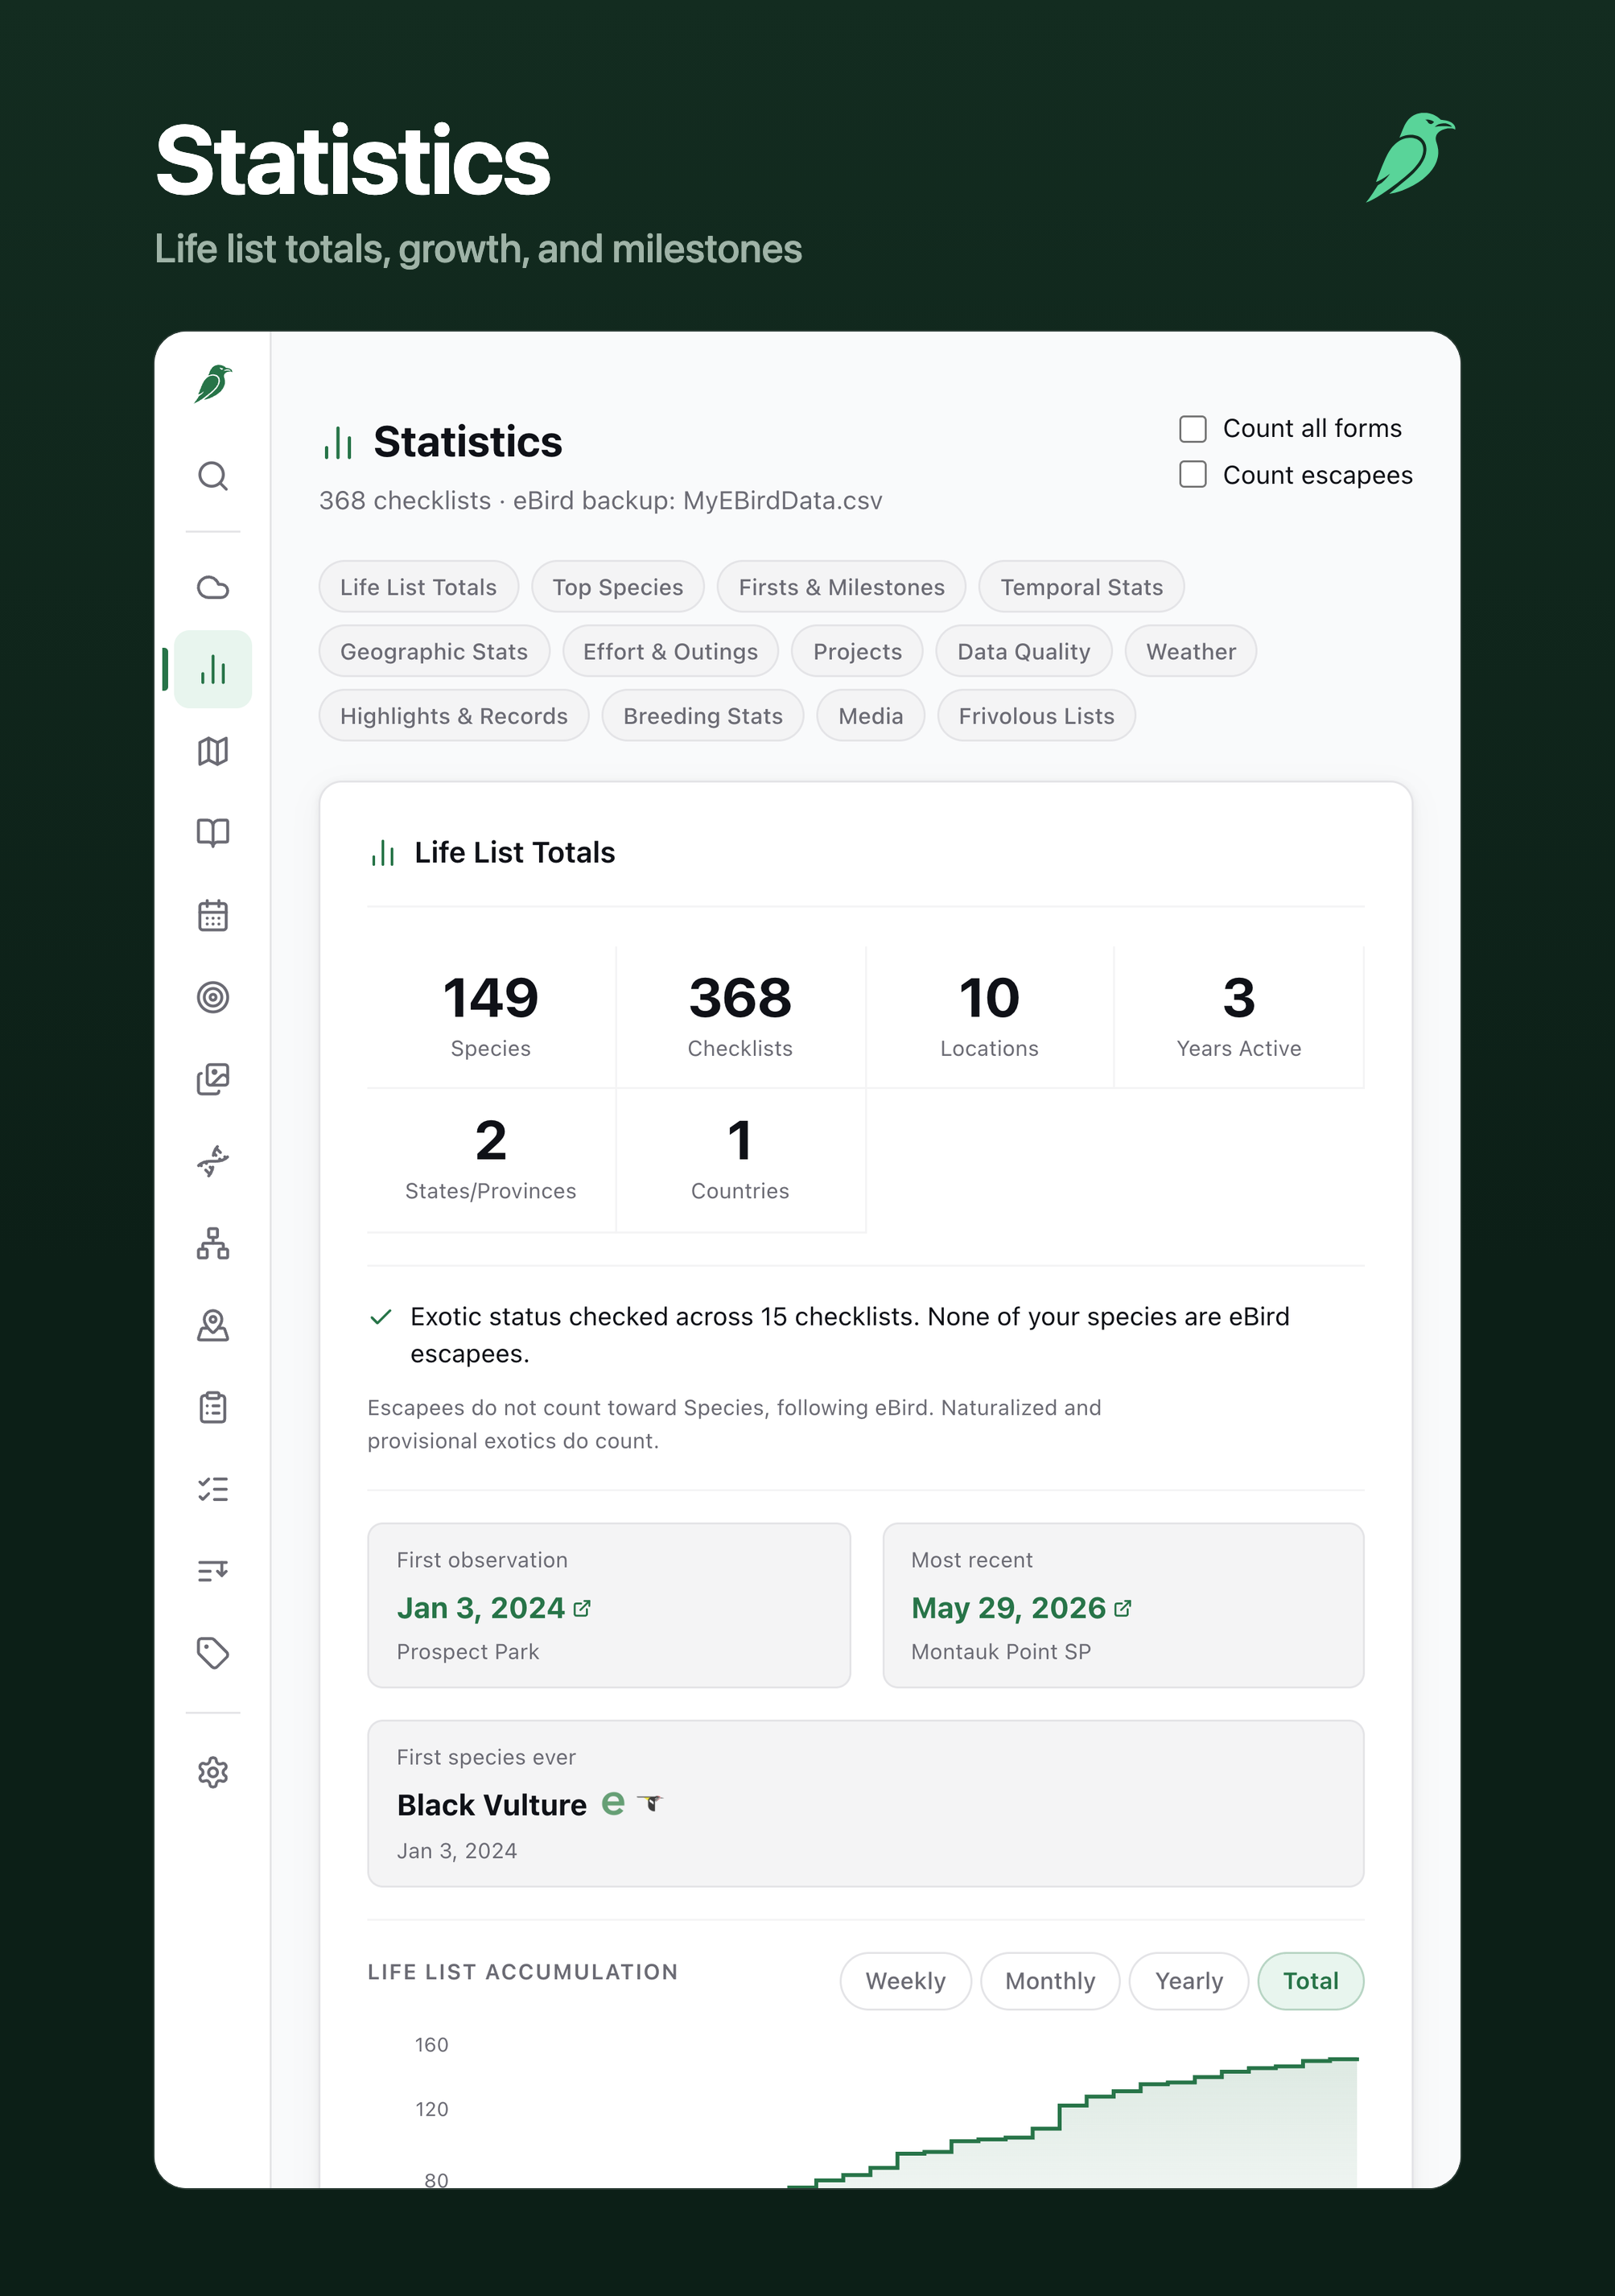 Statistics
Life list totals, growth, and milestones
Statistics
368 checklists · eBird backup: MyEBirdData.csv
Count all forms
Count escapees
Life List Totals
Top Species
Firsts & Milestones
Temporal Stats
Geographic Stats
Effort & Outings
Projects
Data Quality
Weather
Highlights & Records
Breeding Stats
Media
Frivolous Lists
Life List Totals
149
Species
368
Checklists
10
Locations
3
Years Active
2
States/Provinces
1
Countries
Exotic status checked across 15 checklists. None of your species are eBird
escapees.
Escapees do not count toward Species, following eBird. Naturalized and
provisional exotics do count.
First observation
Jan 3, 2024
Prospect Park
Most recent
May 29, 2026
Montauk Point SP
First species ever
Black Vulture e
Jan 3, 2024
LIFE LIST ACCUMULATION
Weekly
Monthly
Yearly
Total
160
120
80